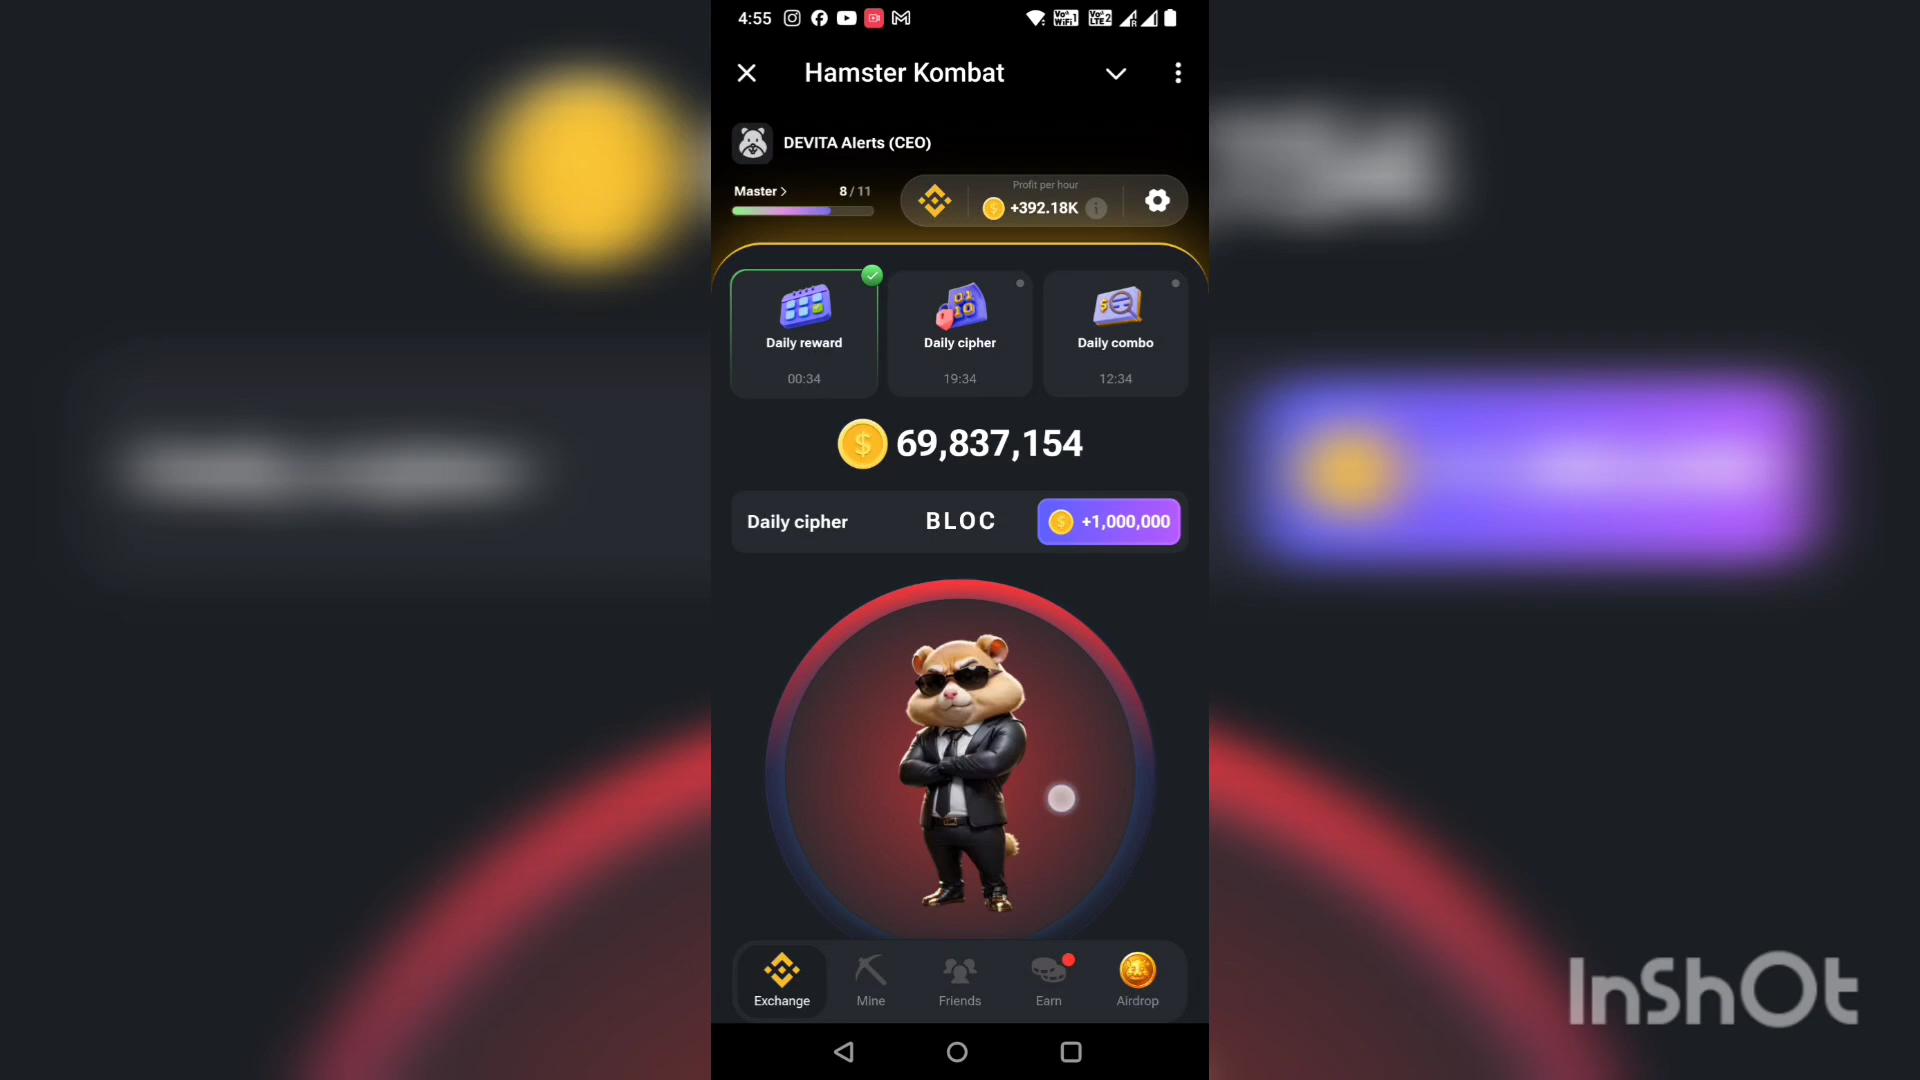 4:55
Hamster Kombat
DEVITA Alerts (CEO)
Master > 8 / 11
Profit per hour
+392.18K
Daily reward
00:34
Daily cipher
19:34
Daily combo
12:34
69,837,154
Daily cipher BLOC +1,000,000
Exchange
Mine
Friends
Earn
Airdrop
InShOt